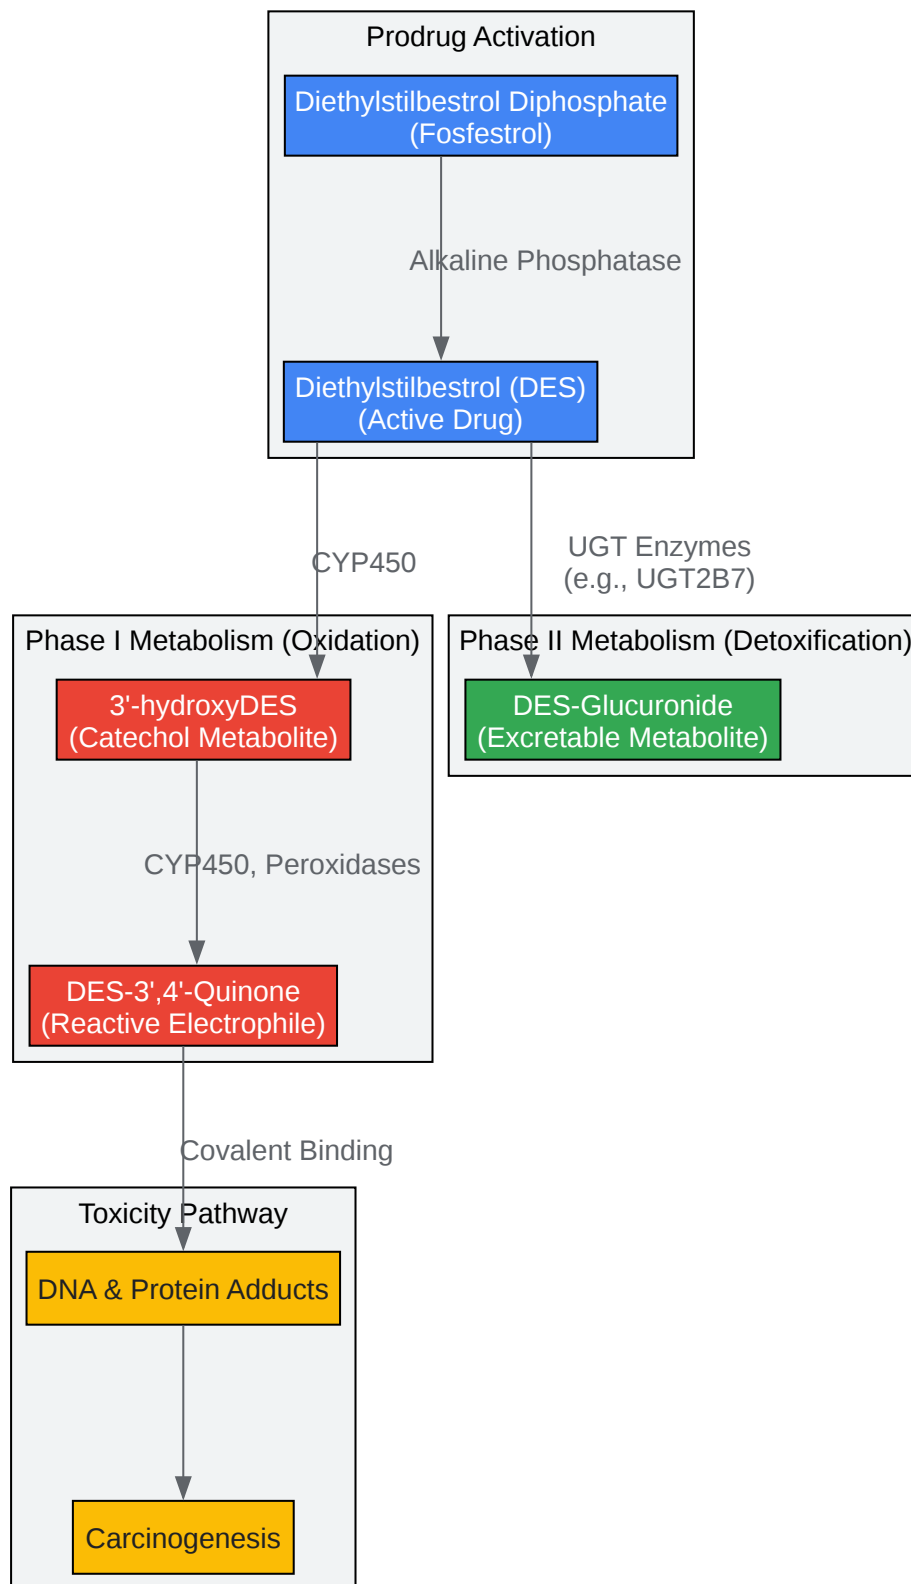 Prodrug Activation
Diethylstilbestrol Diphosphate
(Fosfestrol)
Alkaline Phosphatase
Diethylstilbestrol (DES)
(Active Drug)
CYP450
UGT Enzymes
(e.g., UGT2B7)
Phase I Metabolism (Oxidation)
Phase II Metabolism (Detoxification)
3'-hydroxyDES
(Catechol Metabolite)
DES-Glucuronide
(Excretable Metabolite)
CYP450, Peroxidases
DES-3',4'-Quinone
(Reactive Electrophile)
Covalent Binding
Toxicity Pathway
DNA & Protein Adducts
Carcinogenesis